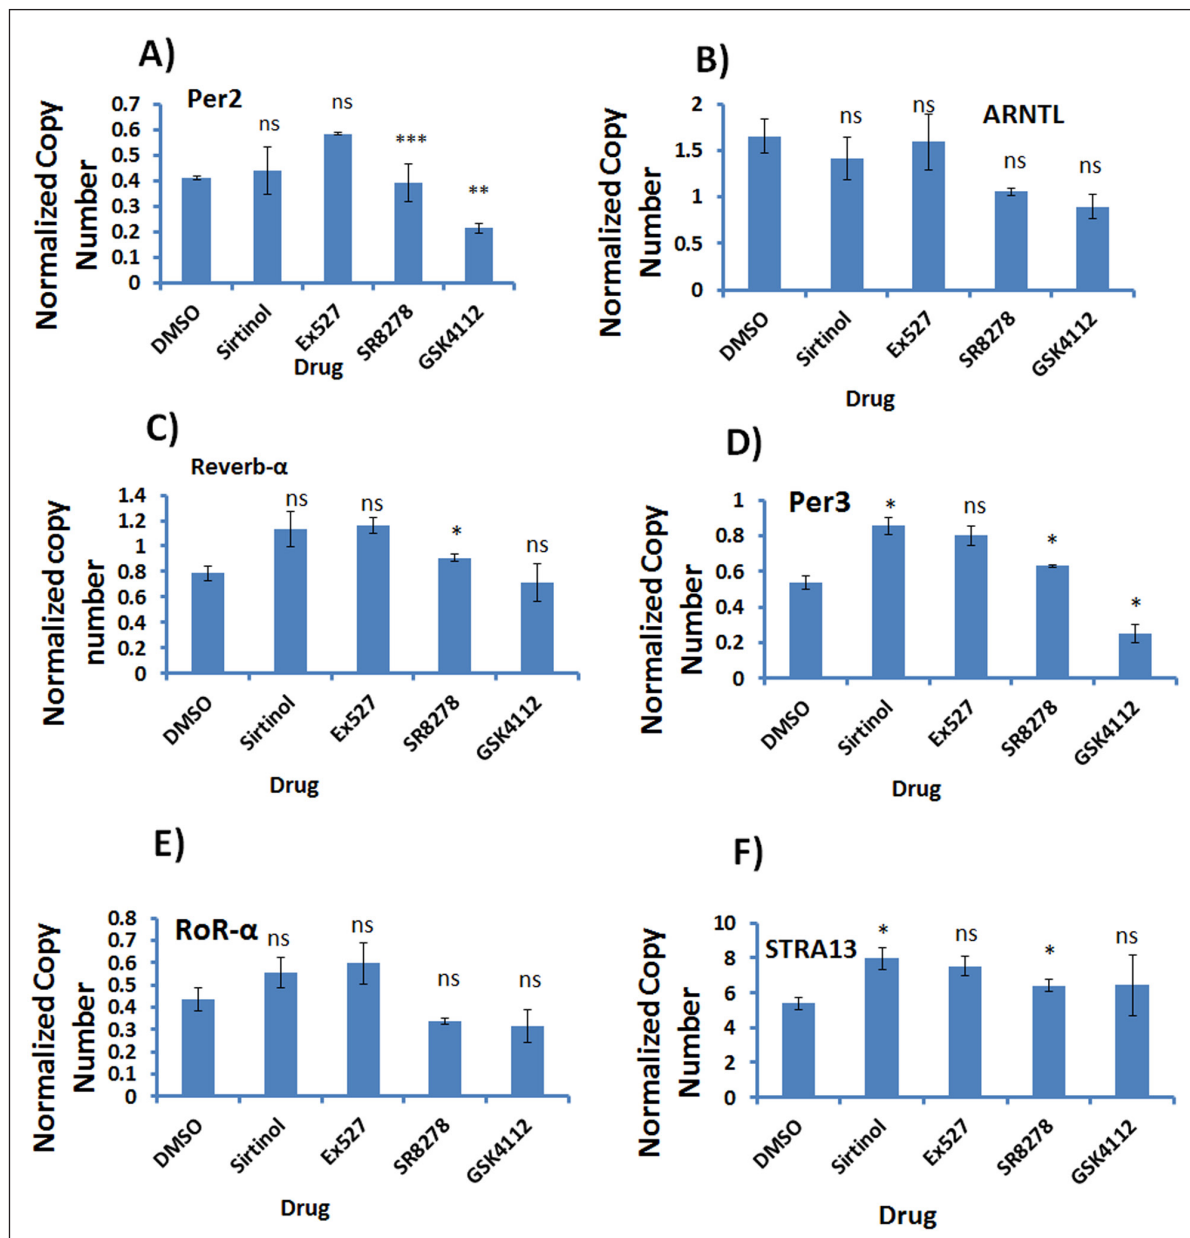 A)
Per2
Normalized Copy
Number
0.7
0.6
0.5
0.4
0.3
0.2
0.1
0
ns
ns
***
**
DMSO
Sirtinol
Ex527
SR8278
GSK4112
Drug
B)
ARNTL
Normalized Copy
Number
2
1.5
1
0.5
0
ns
ns
ns
ns
DMSO
Sirtinol
Ex527
SR8278
GSK4112
Drug
C)
Reverb-α
Normalized copy
number
1.4
1.2
1
0.8
0.6
0.4
0.2
0
ns
ns
*
ns
DMSO
Sirtinol
Ex527
SR8278
GSK4112
Drug
D)
Per3
Normalized Copy
Number
1
0.8
0.6
0.4
0.2
0
*
ns
*
*
DMSO
Sirtinol
Ex527
SR8278
GSK4112
Drug
E)
RoR-α
Normalized Copy
Number
0.8
0.7
0.6
0.5
0.4
0.3
0.2
0.1
0
ns
ns
ns
ns
DMSO
Sirtinol
Ex527
SR8278
GSK4112
Drug
F)
STRA13
Normalized Copy
Number
10
8
6
4
2
0
*
ns
*
ns
DMSO
Sirtinol
Ex527
SR8278
GSK4112
Drug